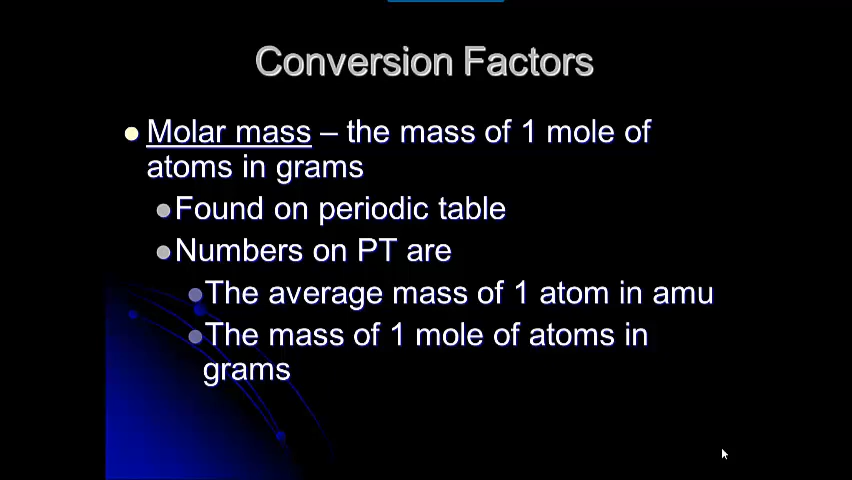 Conversion Factors
Molar mass – the mass of 1 mole of
atoms in grams
Found on periodic table
Numbers on PT are
The average mass of 1 atom in amu
The mass of 1 mole of atoms in
grams